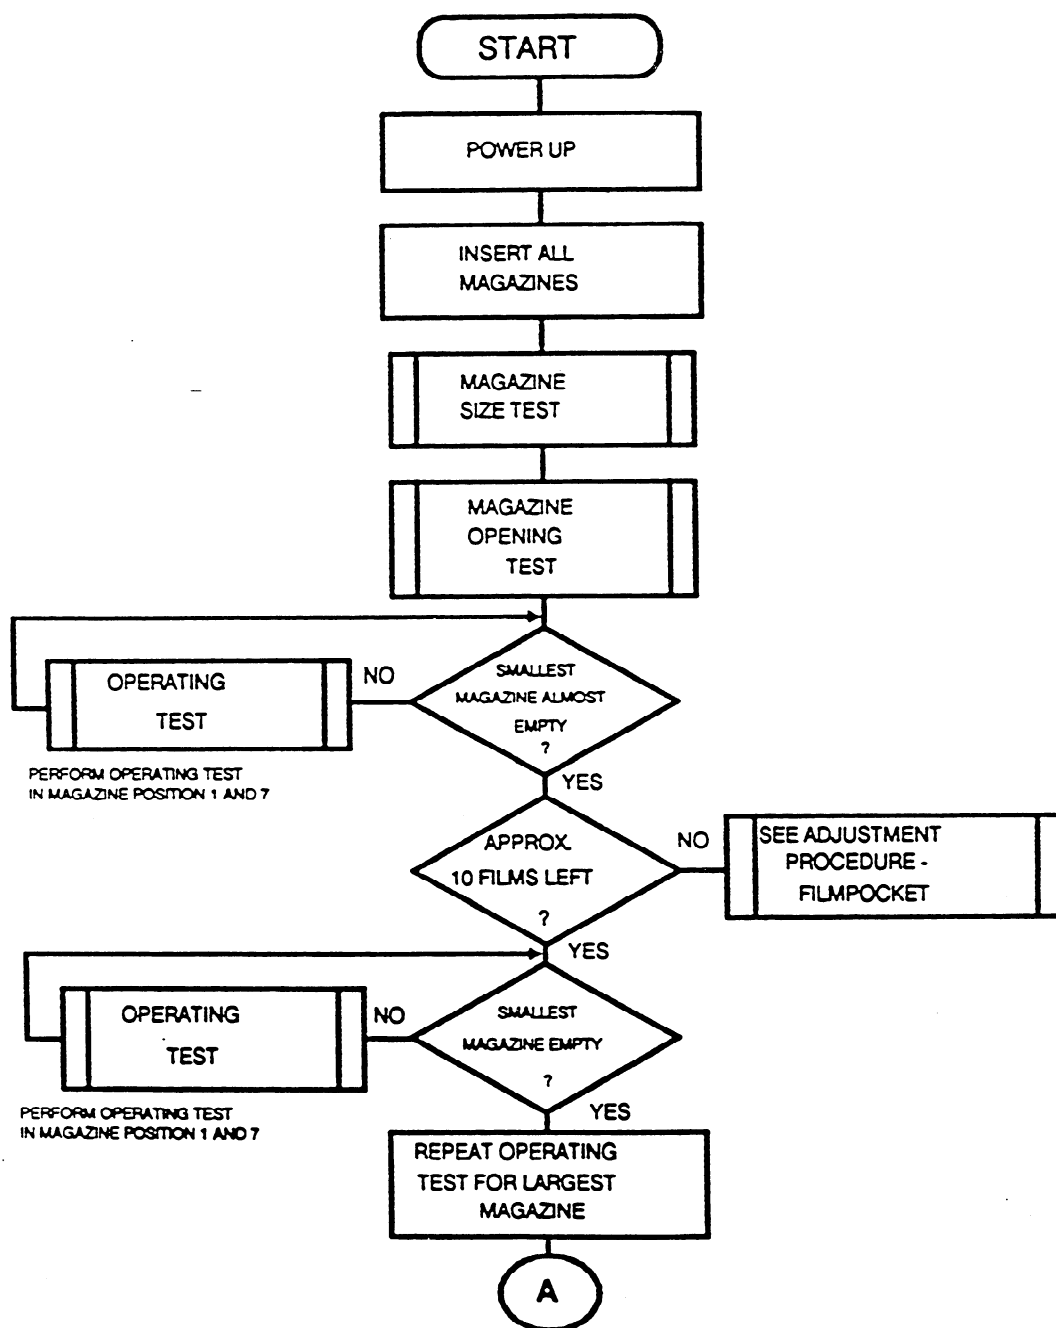 START
POWER UP
INSERT ALL
MAGAZINES
MAGAZINE
SIZE TEST
MAGAZINE
OPENING
TEST
SMALLEST
MAGAZINE ALMOST
EMPTY
?
NO
OPERATING
TEST
PERFORM OPERATING TEST
IN MAGAZINE POSITION 1 AND 7
YES
APPROX.
10 FILMS LEFT
?
NO
SEE ADJUSTMENT
PROCEDURE -
FILMPOCKET
YES
SMALLEST
MAGAZINE EMPTY
?
NO
OPERATING
TEST
PERFORM OPERATING TEST
IN MAGAZINE POSITION 1 AND 7
YES
REPEAT OPERATING
TEST FOR LARGEST
MAGAZINE
A